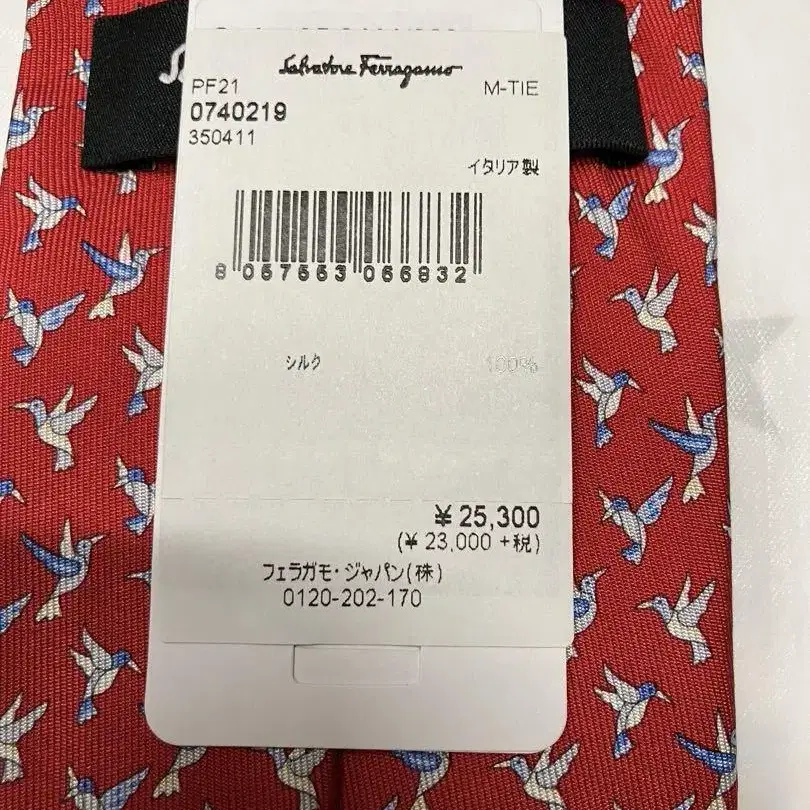 Salvatore Ferragamo
PF21 M-TIE
0740219
350411
イタリア製
8 057553 066832
シルク 100%
¥ 25,300
(¥ 23,000 +税)
フェラガモ・ジャパン(株)
0120-202-170